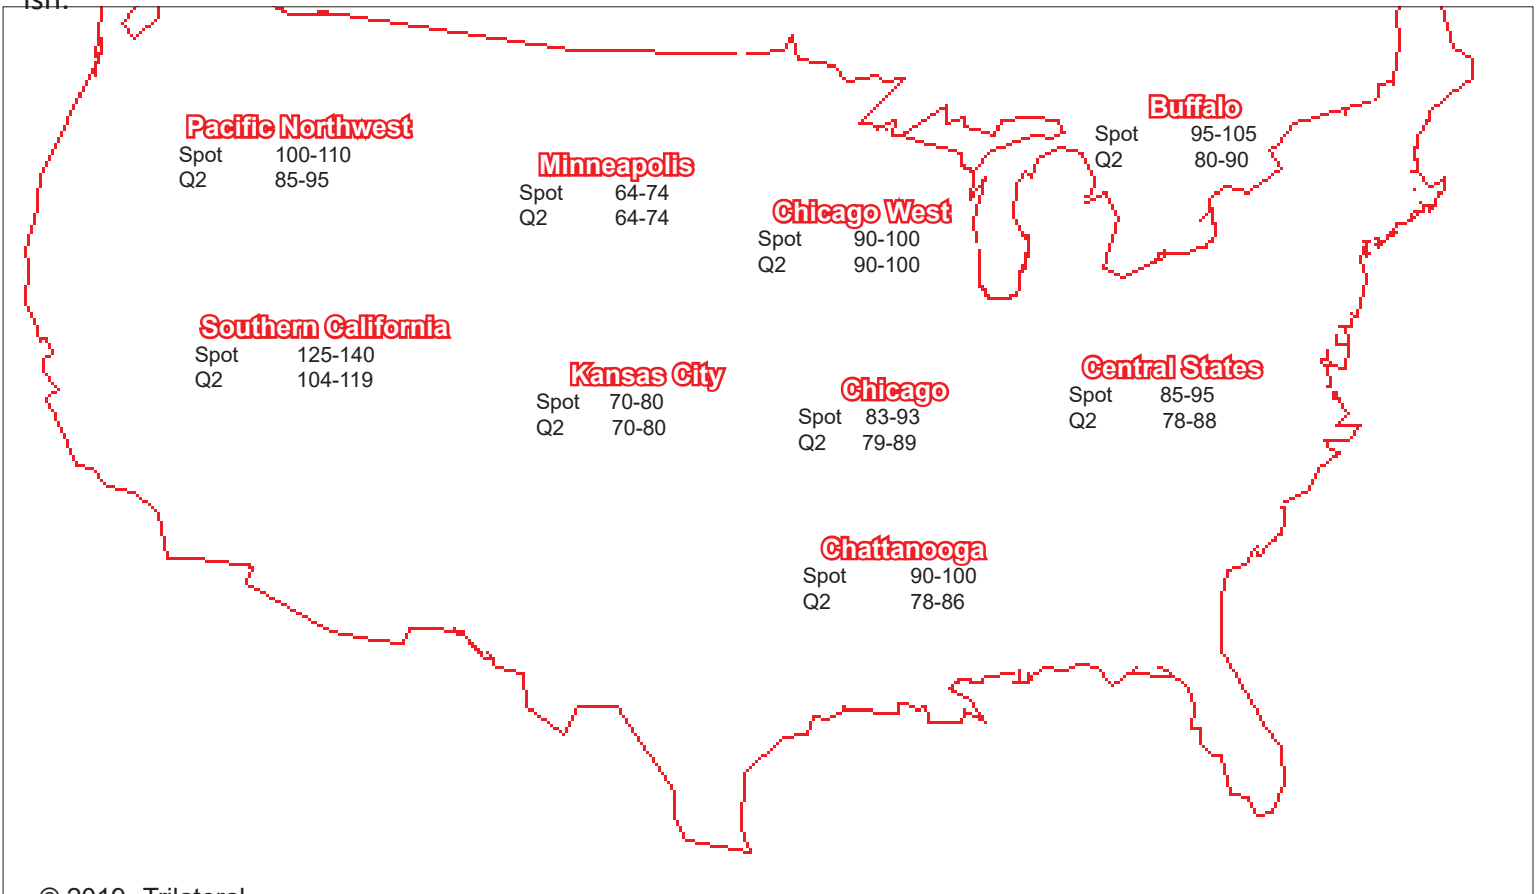 ish.
Pacific Northwest
Spot 100-110
Q2 85-95
Minneapolis
Spot 64-74
Q2 64-74
Chicago West
Spot 90-100
Q2 90-100
Buffalo
Spot 95-105
Q2 80-90
Southern California
Spot 125-140
Q2 104-119
Kansas City
Spot 70-80
Q2 70-80
Chicago
Spot 83-93
Q2 79-89
Central States
Spot 85-95
Q2 78-88
Chattanooga
Spot 90-100
Q2 78-86
© 2019 Trilateral